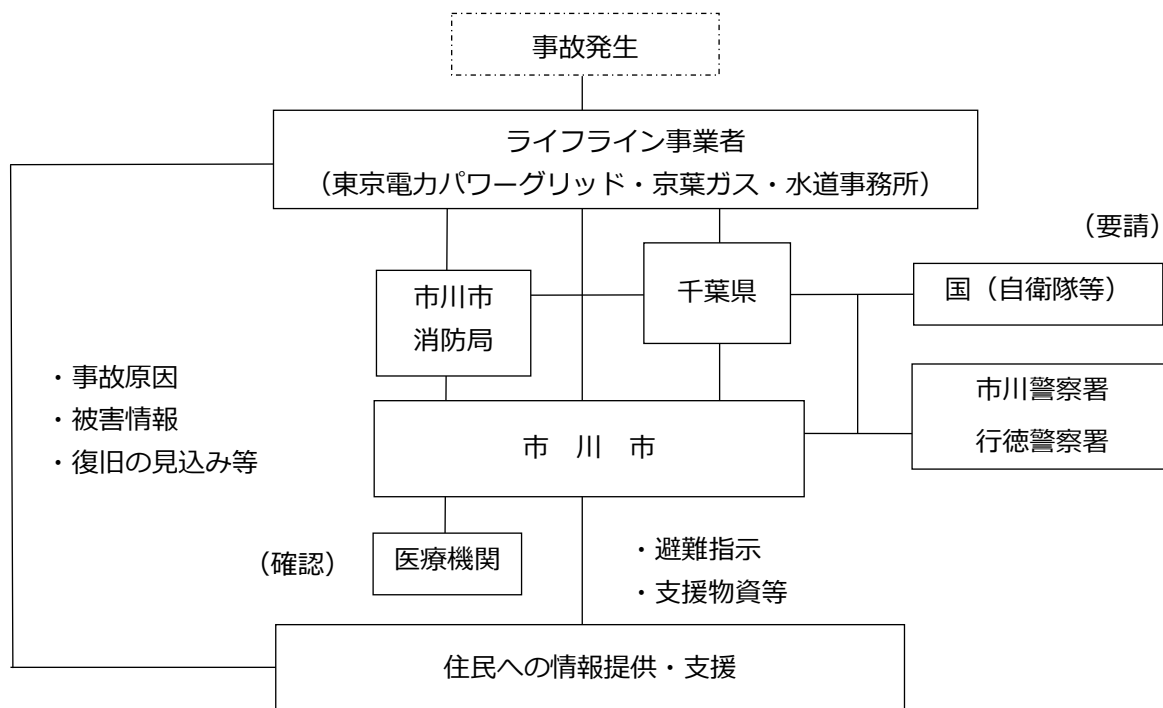 事故発生
ライフライン事業者
（東京電力パワーグリッド・京葉ガス・水道事務所）
（要請）
市川市
消防局
千葉県
国（自衛隊等）
・事故原因
・被害情報
・復旧の見込み等
市川警察署
行徳警察署
市　川　市
（確認）
医療機関
・避難指示
・支援物資等
住民への情報提供・支援